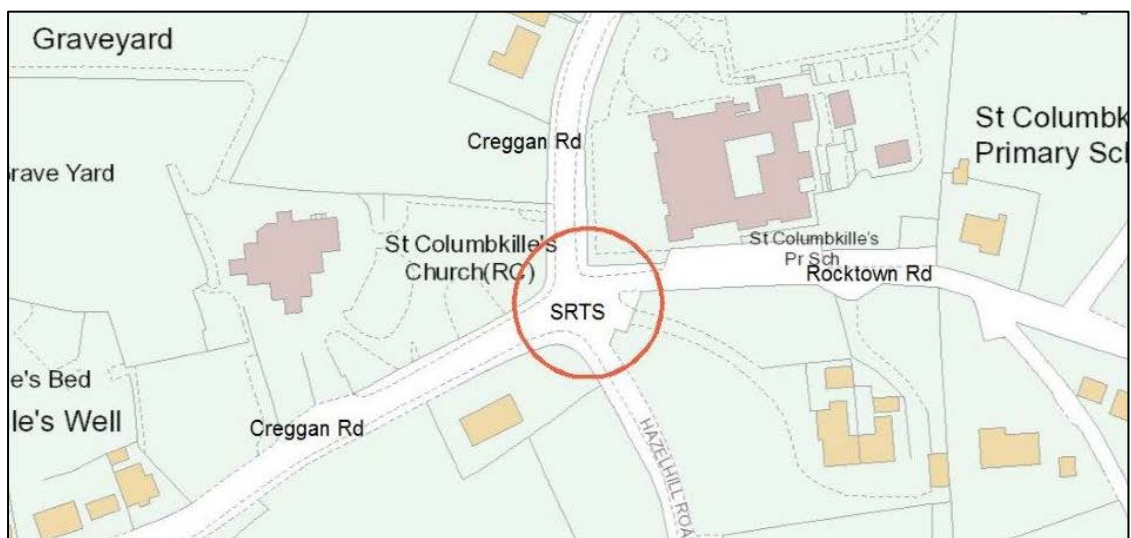 Graveyard
Creggan Rd
St Columbk
Primary Sch
rave Yard
St Columbkille's
Church(RC)
St Columbkille's
Pr Sch
Rocktown Rd
SRTS
e's Bed
le's Well
Creggan Rd
HAZELHILL ROA